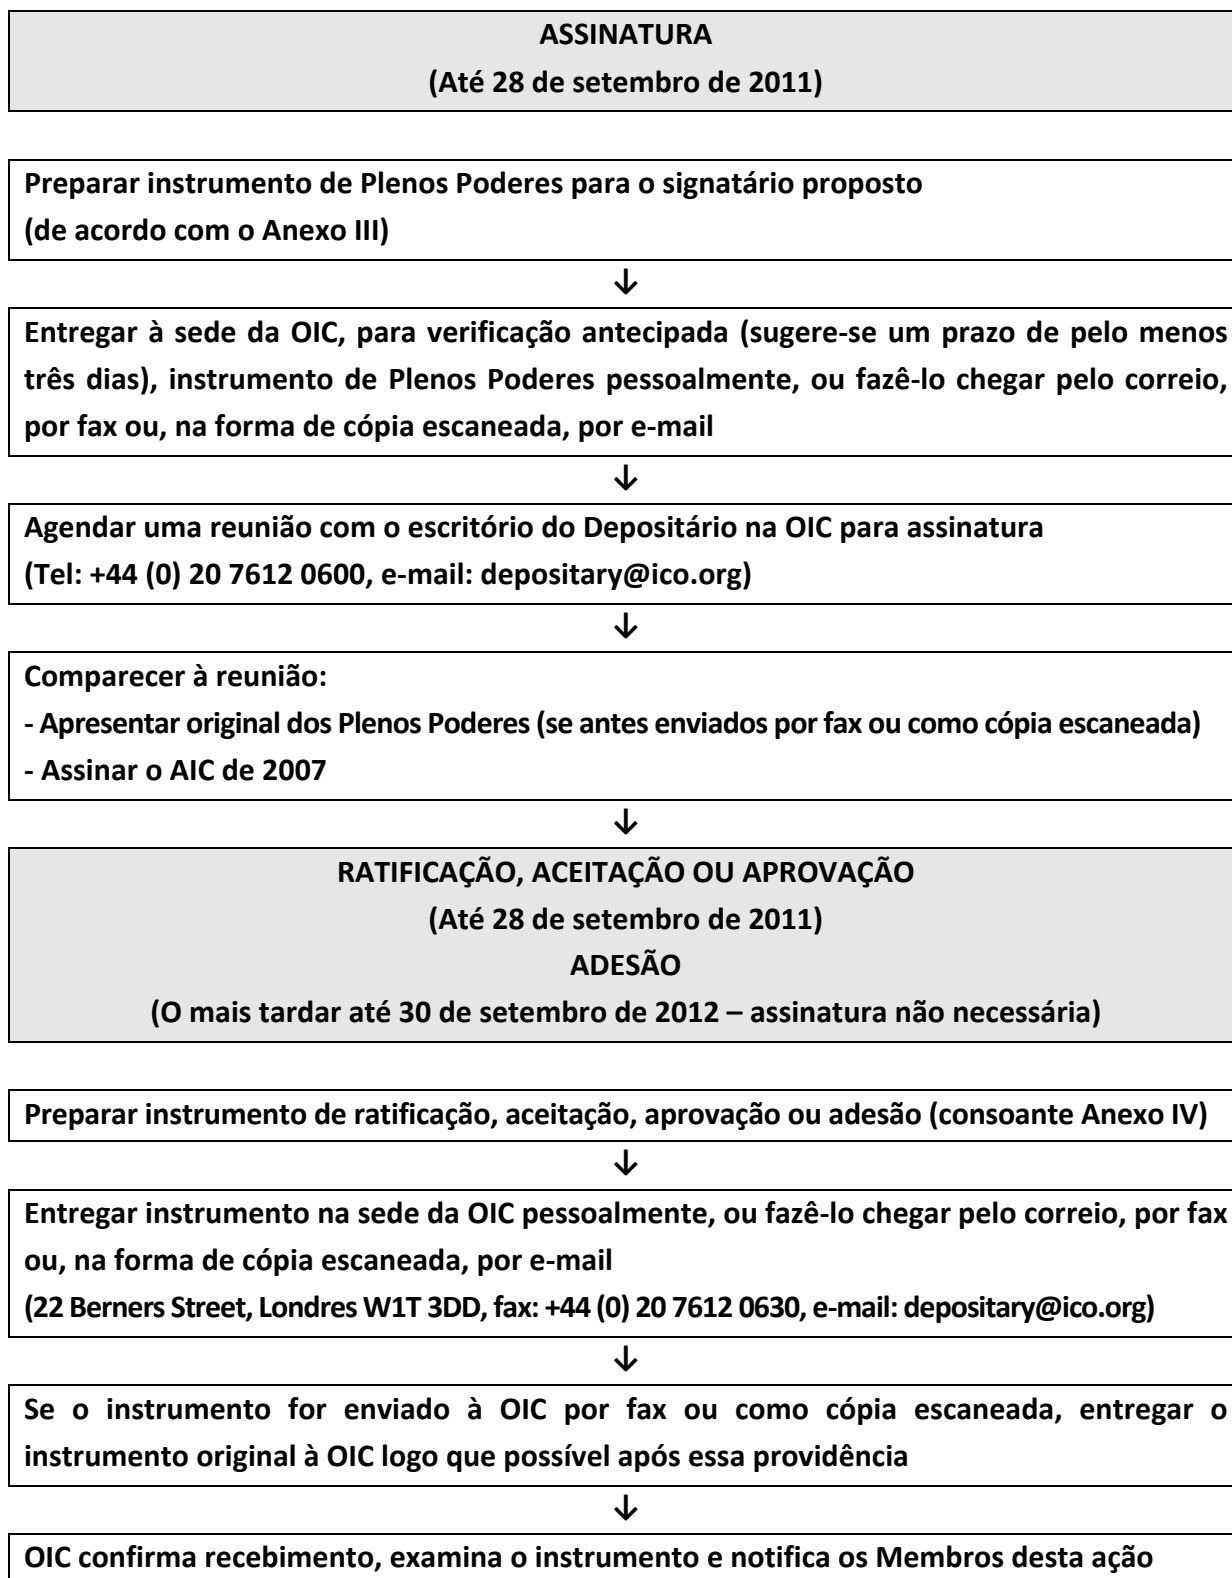 ASSINATURA
(Até 28 de setembro de 2011)
Preparar instrumento de Plenos Poderes para o signatário proposto
(de acordo com o Anexo III)
↓
Entregar à sede da OIC, para verificação antecipada (sugere-se um prazo de pelo menos
três dias), instrumento de Plenos Poderes pessoalmente, ou fazê-lo chegar pelo correio,
por fax ou, na forma de cópia escaneada, por e-mail
↓
Agendar uma reunião com o escritório do Depositário na OIC para assinatura
(Tel: +44 (0) 20 7612 0600, e-mail: depositary@ico.org)
↓
Comparecer à reunião:
- Apresentar original dos Plenos Poderes (se antes enviados por fax ou como cópia escaneada)
- Assinar o AIC de 2007
↓
RATIFICAÇÃO, ACEITAÇÃO OU APROVAÇÃO
(Até 28 de setembro de 2011)
ADESÃO
(O mais tardar até 30 de setembro de 2012 – assinatura não necessária)
Preparar instrumento de ratificação, aceitação, aprovação ou adesão (consoante Anexo IV)
↓
Entregar instrumento na sede da OIC pessoalmente, ou fazê-lo chegar pelo correio, por fax
ou, na forma de cópia escaneada, por e-mail
(22 Berners Street, Londres W1T 3DD, fax: +44 (0) 20 7612 0630, e-mail: depositary@ico.org)
↓
Se o instrumento for enviado à OIC por fax ou como cópia escaneada, entregar o
instrumento original à OIC logo que possível após essa providência
↓
OIC confirma recebimento, examina o instrumento e notifica os Membros desta ação